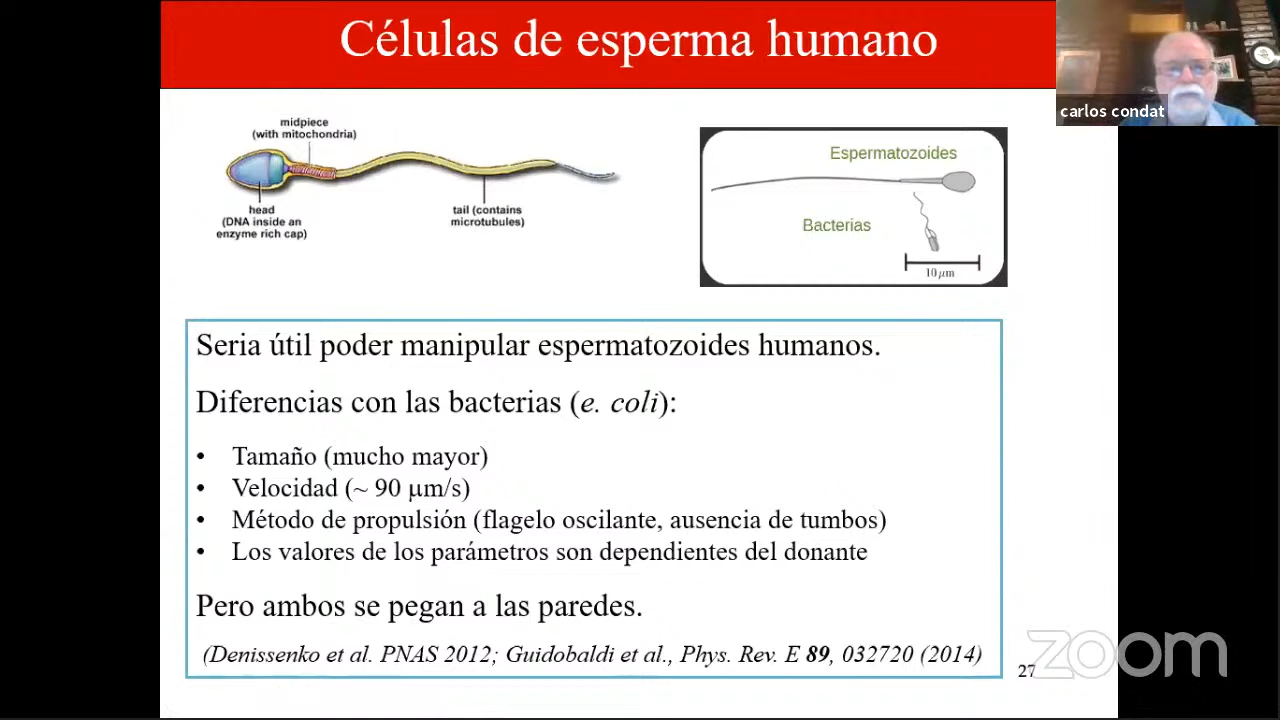 Células de esperma humano
carlos condat
midpiece
(with mitochondria)
head
(DNA inside an
enzyme rich cap)
tail (contains
microtubules)
Espermatozoides
Bacterias
10 μm
Seria útil poder manipular espermatozoides humanos.
Diferencias con las bacterias (e. coli):
• Tamaño (mucho mayor)
• Velocidad (~ 90 μm/s)
• Método de propulsión (flagelo oscilante, ausencia de tumbos)
• Los valores de los parámetros son dependientes del donante
Pero ambos se pegan a las paredes.
(Denissenko et al. PNAS 2012; Guidobaldi et al., Phys. Rev. E 89, 032720 (2014)
27
zoom